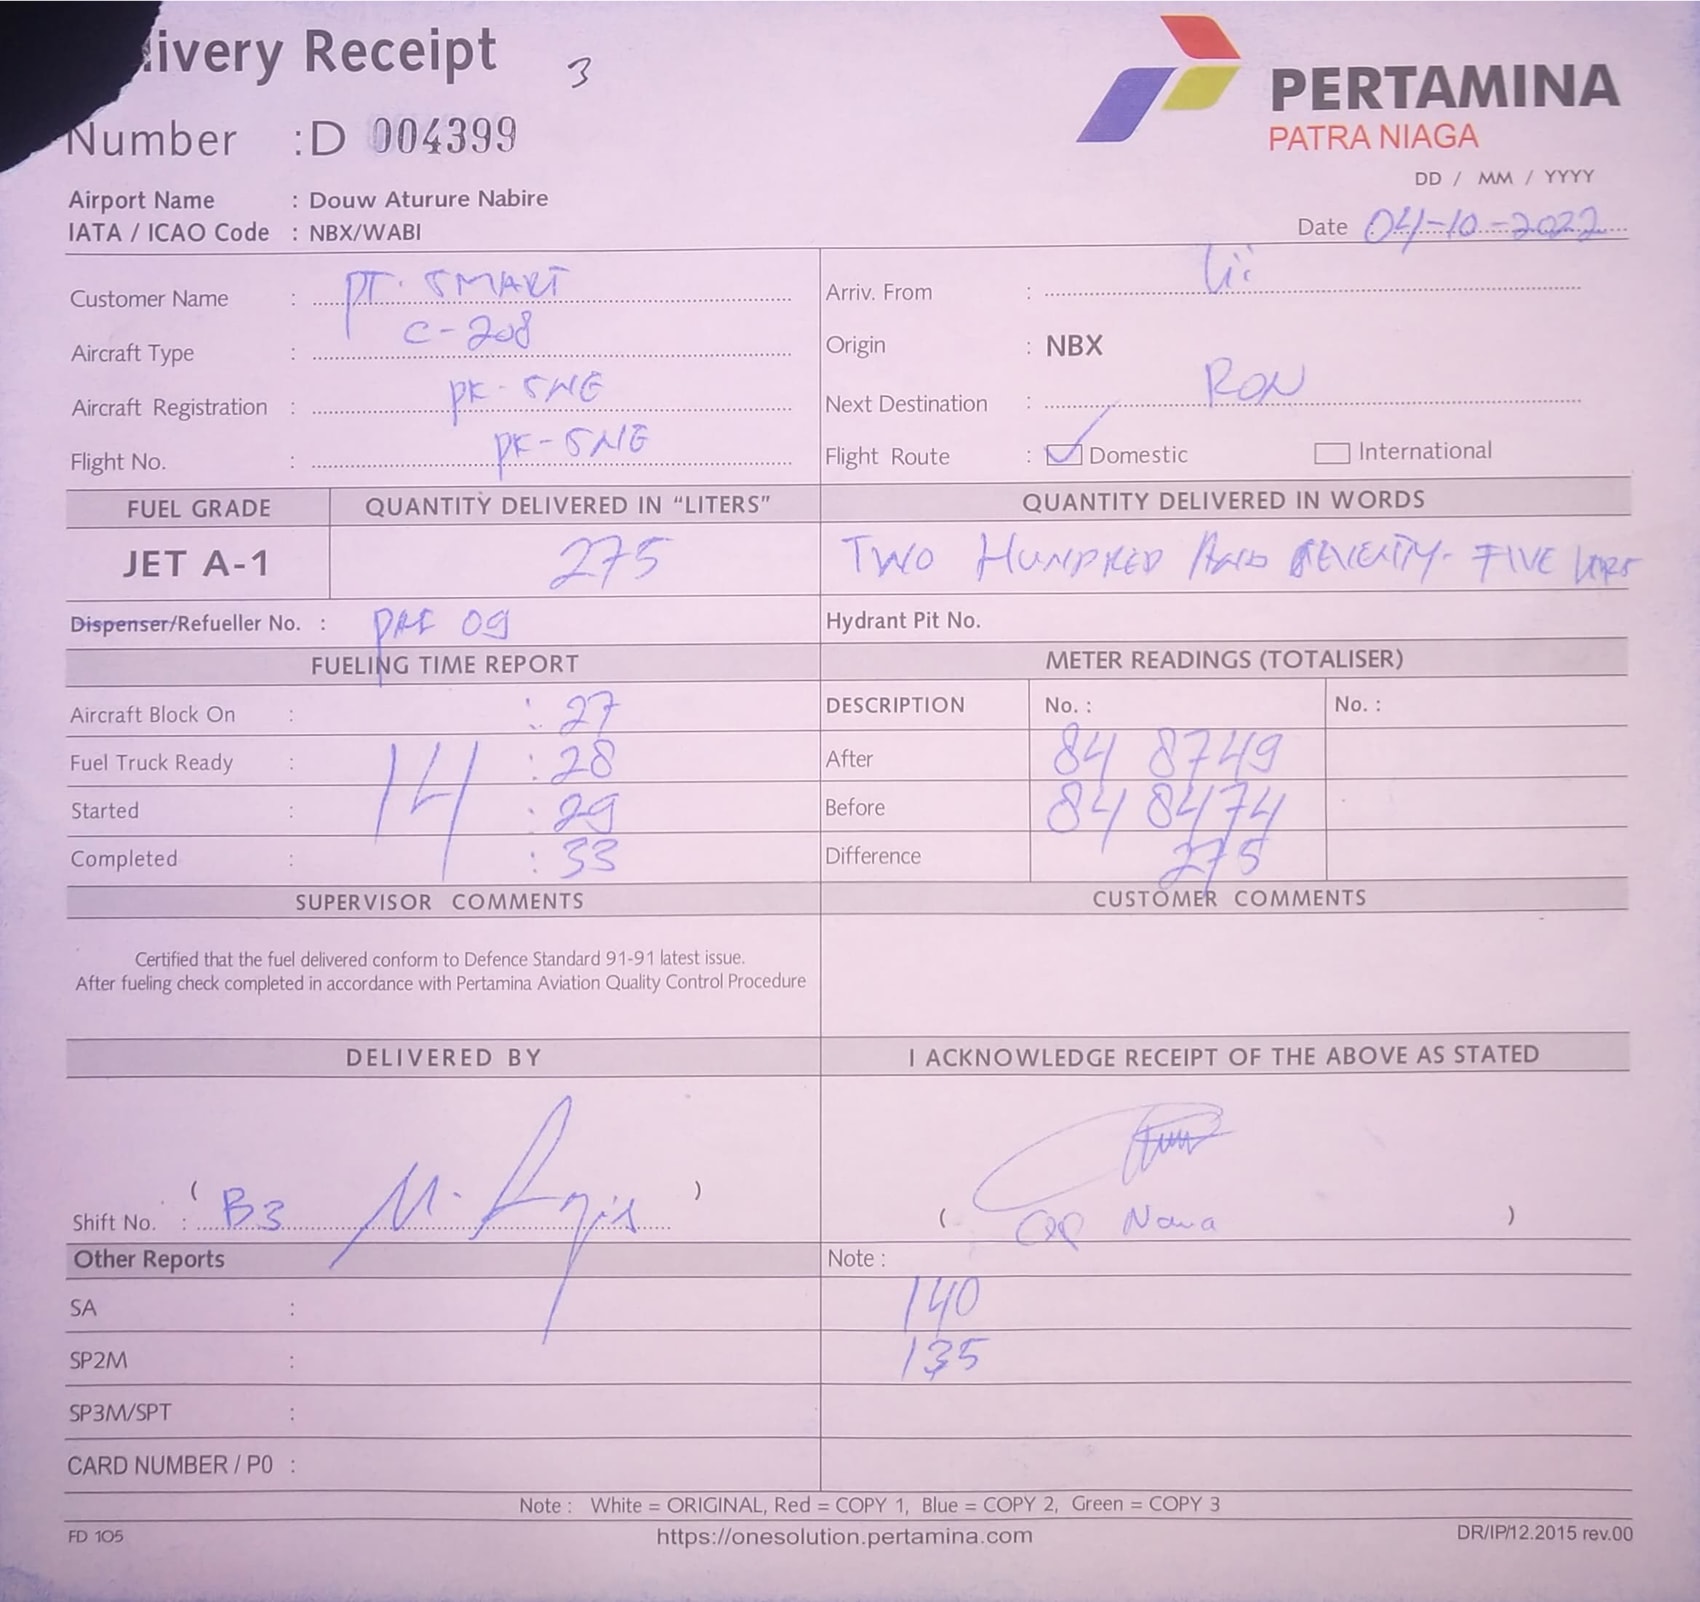 ivery Receipt 3
PERTAMINA
PATRA NIAGA
Number : D 004399
DD / MM / YYYY
Airport Name : Douw Aturure Nabire
IATA / ICAO Code : NBX/WABI
Date 04-10-2022
Customer Name : PT. SMART
Arriv. From :
Aircraft Type : C-208
Origin : NBX
Aircraft Registration : PK-SNG
Next Destination : RON
Flight No. : PK-SNG
Flight Route : Domestic International
FUEL GRADE QUANTITY DELIVERED IN "LITERS" QUANTITY DELIVERED IN WORDS
JET A-1 275 TWO HUNDRED AND SEVENTY-FIVE
Dispenser/Refueller No. : 09
Hydrant Pit No.
FUELING TIME REPORT METER READINGS (TOTALISER)
Aircraft Block On : : 27
DESCRIPTION No. : No. :
Fuel Truck Ready : 14 : 28
After 84 8749
Started : : 29
Before 84 8474
Completed : : 33
Difference 275
SUPERVISOR COMMENTS CUSTOMER COMMENTS
Certified that the fuel delivered conform to Defence Standard 91-91 latest issue.
After fueling check completed in accordance with Pertamina Aviation Quality Control Procedure
DELIVERED BY I ACKNOWLEDGE RECEIPT OF THE ABOVE AS STATED
( )
Shift No. : B3 M.
( Nana )
Other Reports Note :
SA : 140
SP2M : 135
SP3M/SPT :
CARD NUMBER / P0 :
Note : White = ORIGINAL, Red = COPY 1, Blue = COPY 2, Green = COPY 3
FD 105 https://onesolution.pertamina.com DR/IP/12.2015 rev.00